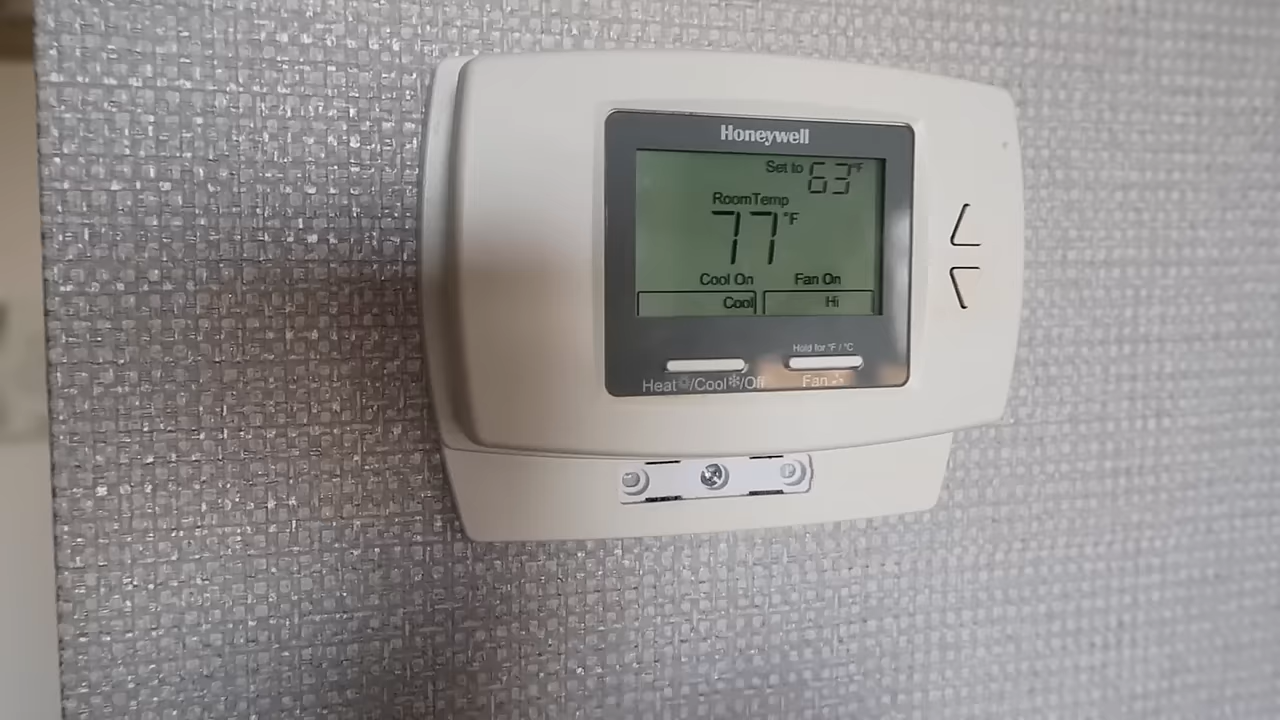 Honeywell
Set to 63°F
RoomTemp
77°F
Cool On Fan On
Cool Hi
Hold for °F / °C
Heat/Cool/Off Fan